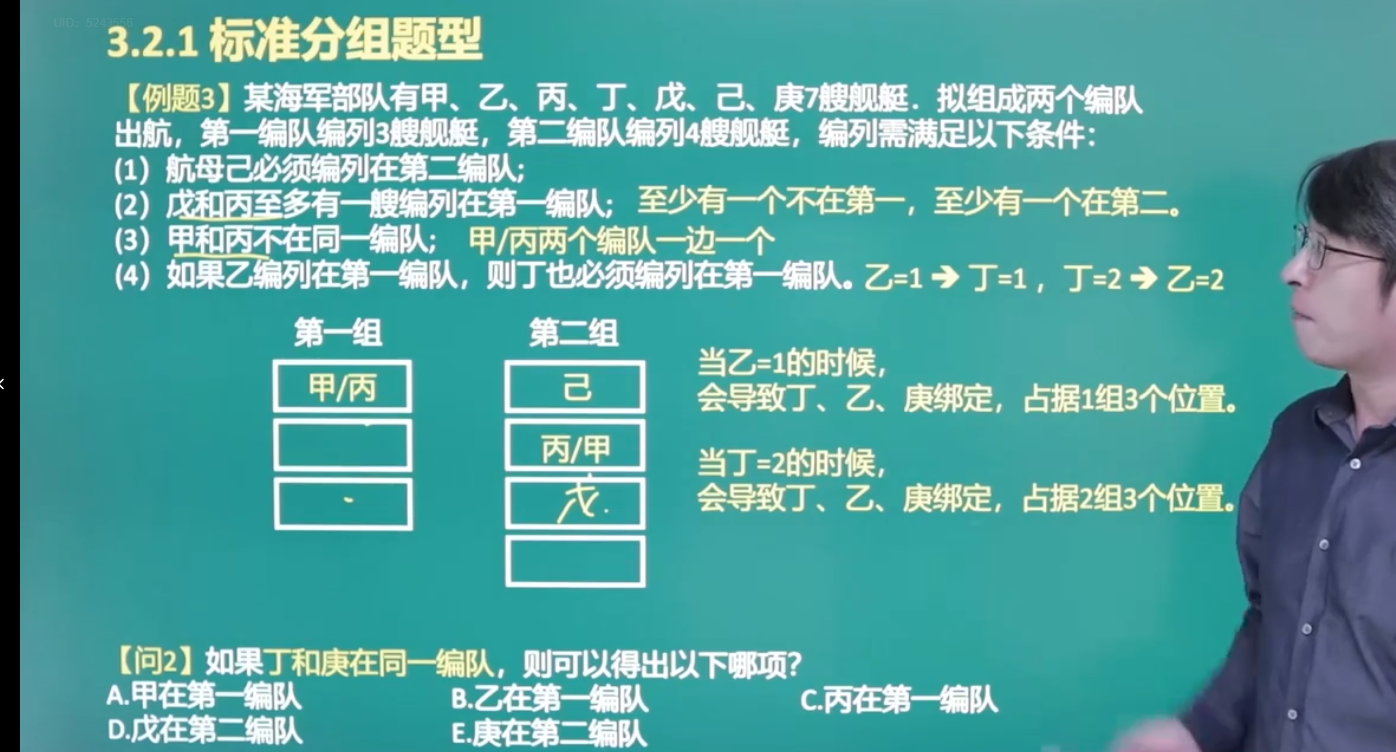 UID: 5243556
3.2.1 标准分组题型
【例题3】某海军部队有甲、乙、丙、丁、戊、己、庚7艘舰艇．拟组成两个编队
出航，第一编队编列3艘舰艇，第二编队编列4艘舰艇，编列需满足以下条件：
(1) 航母己必须编列在第二编队;
(2) 戊和丙至多有一艘编列在第一编队; 至少有一个不在第一，至少有一个在第二。
(3) 甲和丙不在同一编队; 甲/丙两个编队一边一个
(4) 如果乙编列在第一编队，则丁也必须编列在第一编队。乙=1 ➔ 丁=1 ，丁=2 ➔ 乙=2
第一组 第二组
甲/丙 己
丙/甲
戊
当乙=1的时候，
会导致丁、乙、庚绑定，占据1组3个位置。
当丁=2的时候，
会导致丁、乙、庚绑定，占据2组3个位置。
【问2】如果丁和庚在同一编队，则可以得出以下哪项?
A.甲在第一编队 B.乙在第一编队 C.丙在第一编队
D.戊在第二编队 E.庚在第二编队